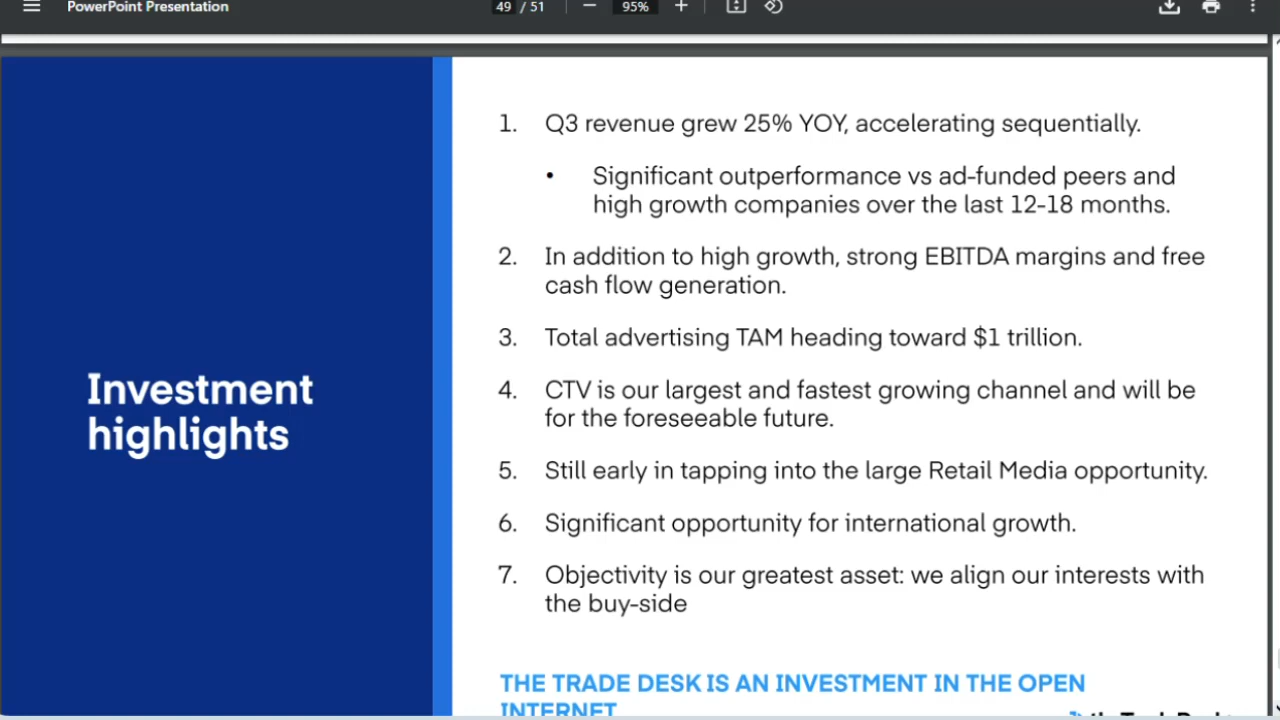 PowerPoint Presentation
49 / 51
95%
Investment
highlights
1. Q3 revenue grew 25% YOY, accelerating sequentially.
• Significant outperformance vs ad-funded peers and
high growth companies over the last 12-18 months.
2. In addition to high growth, strong EBITDA margins and free
cash flow generation.
3. Total advertising TAM heading toward $1 trillion.
4. CTV is our largest and fastest growing channel and will be
for the foreseeable future.
5. Still early in tapping into the large Retail Media opportunity.
6. Significant opportunity for international growth.
7. Objectivity is our greatest asset: we align our interests with
the buy-side
THE TRADE DESK IS AN INVESTMENT IN THE OPEN
INTERNET